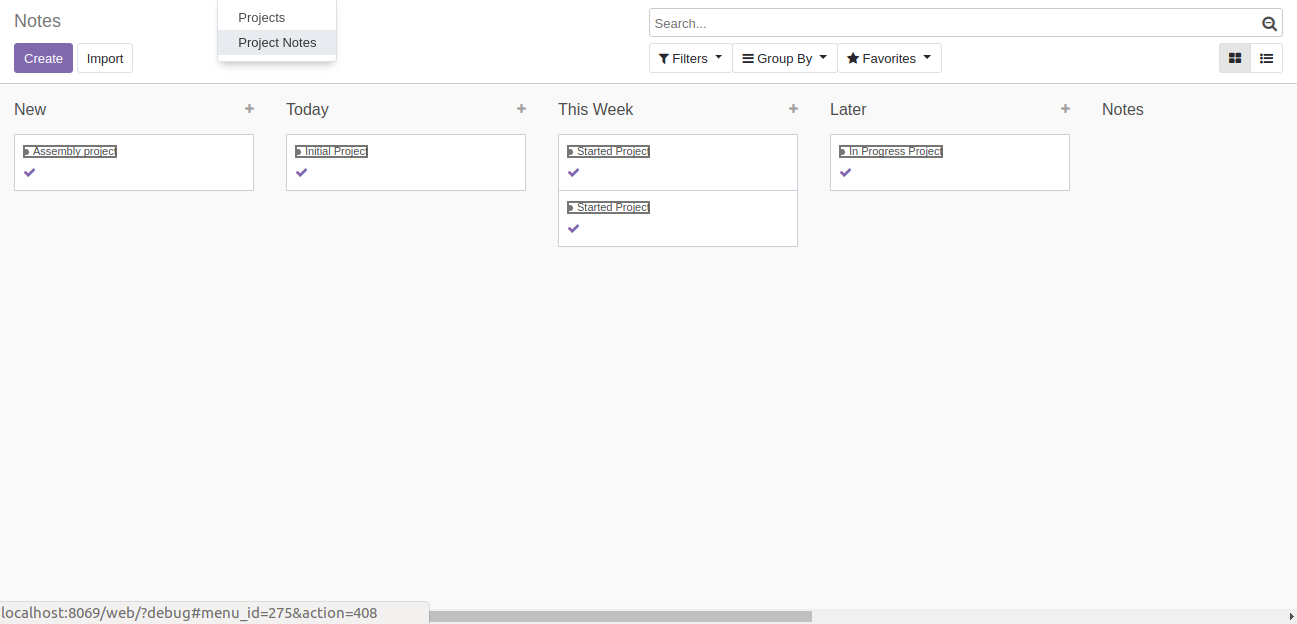 Notes
Projects
Project Notes
Search...
Create
Import
Filters
Group By
Favorites
New
Today
This Week
Later
Notes
Assembly project
Initial Project
Started Project
In Progress Project
Started Project
localhost:8069/web/?debug#menu_id=275&action=408